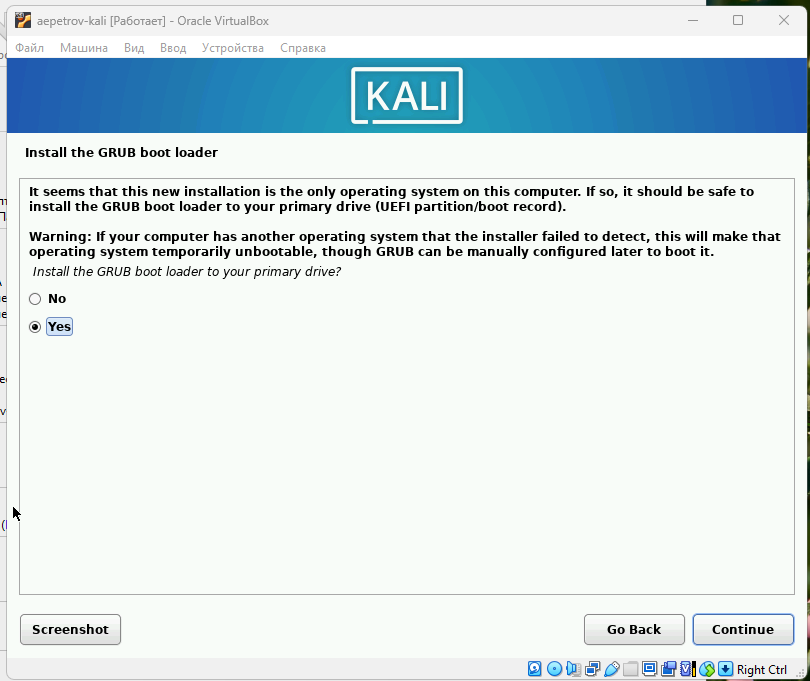 aepetrov-kali [Работает] - Oracle VirtualBox
Файл Машина Вид Ввод Устройства Справка
KALI
Install the GRUB boot loader
It seems that this new installation is the only operating system on this computer. If so, it should be safe to
install the GRUB boot loader to your primary drive (UEFI partition/boot record).
Warning: If your computer has another operating system that the installer failed to detect, this will make that
operating system temporarily unbootable, though GRUB can be manually configured later to boot it.
Install the GRUB boot loader to your primary drive?
No
Yes
Screenshot Go Back Continue
Right Ctrl